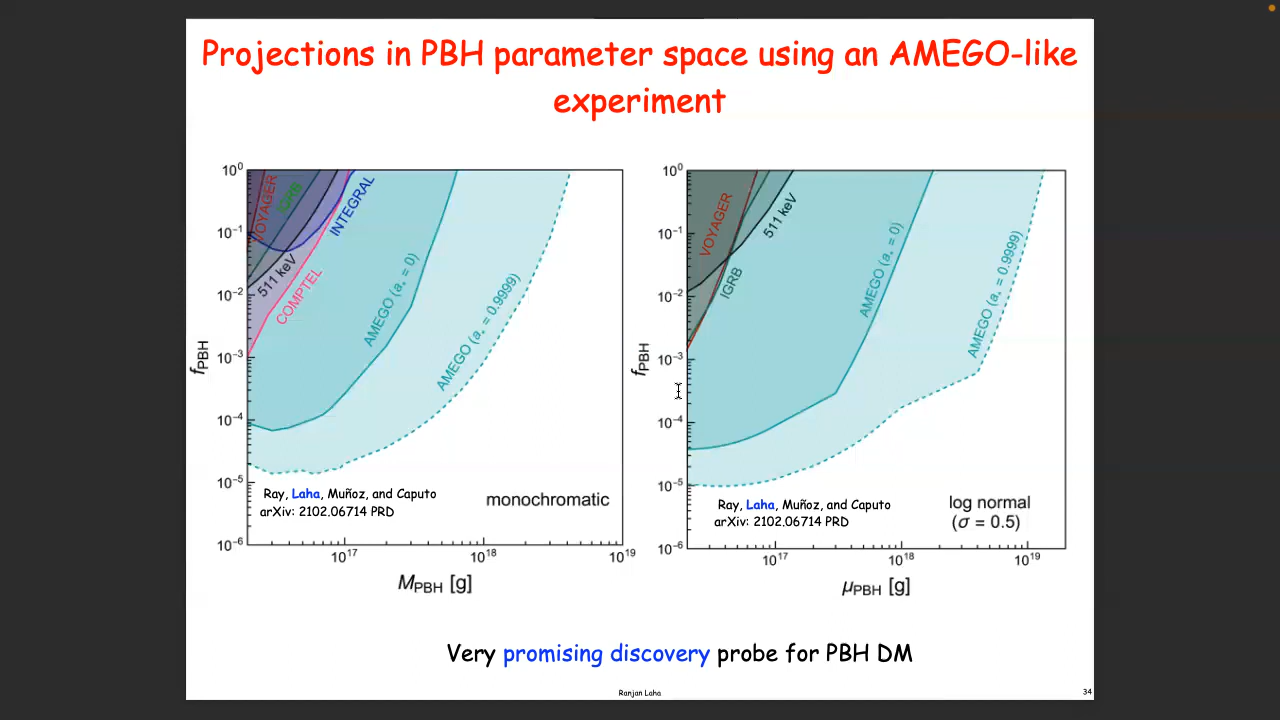 Projections in PBH parameter space using an AMEGO-like
experiment
10⁰
10⁻¹
10⁻²
10⁻³
10⁻⁴
10⁻⁵
10⁻⁶
f_PBH
VOYAGER
IGRB
511 keV
COMPTEL
INTEGRAL
AMEGO (a* = 0)
AMEGO (a* = 0.9999)
Ray, Laha, Muñoz, and Caputo
arXiv: 2102.06714 PRD
monochromatic
10¹⁷
10¹⁸
10¹⁹
M_PBH [g]
10⁰
10⁻¹
10⁻²
10⁻³
10⁻⁴
10⁻⁵
10⁻⁶
f_PBH
VOYAGER
511 keV
IGRB
AMEGO (a* = 0)
AMEGO (a* = 0.9999)
Ray, Laha, Muñoz, and Caputo
arXiv: 2102.06714 PRD
log normal
(σ = 0.5)
10¹⁷
10¹⁸
10¹⁹
μ_PBH [g]
Very promising discovery probe for PBH DM
Ranjan Laha
34